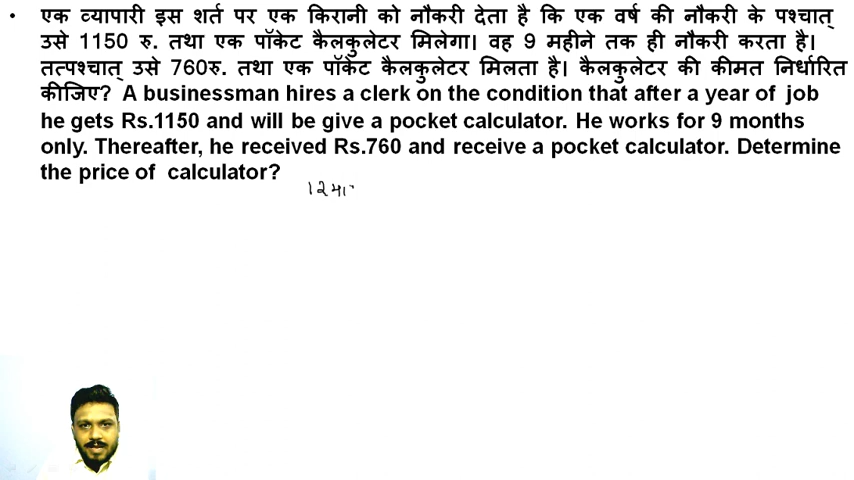 • एक व्यापारी इस शर्त पर एक किरानी को नौकरी देता है कि एक वर्ष की नौकरी के पश्चात्
उसे 1150 रु. तथा एक पॉकेट कैलकुलेटर मिलेगा। वह 9 महीने तक ही नौकरी करता है।
तत्पश्चात् उसे 760रु. तथा एक पॉकेट कैलकुलेटर मिलता है। कैलकुलेटर की कीमत निर्धारित
कीजिए? A businessman hires a clerk on the condition that after a year of job
he gets Rs.1150 and will be give a pocket calculator. He works for 9 months
only. Thereafter, he received Rs.760 and receive a pocket calculator. Determine
the price of calculator?